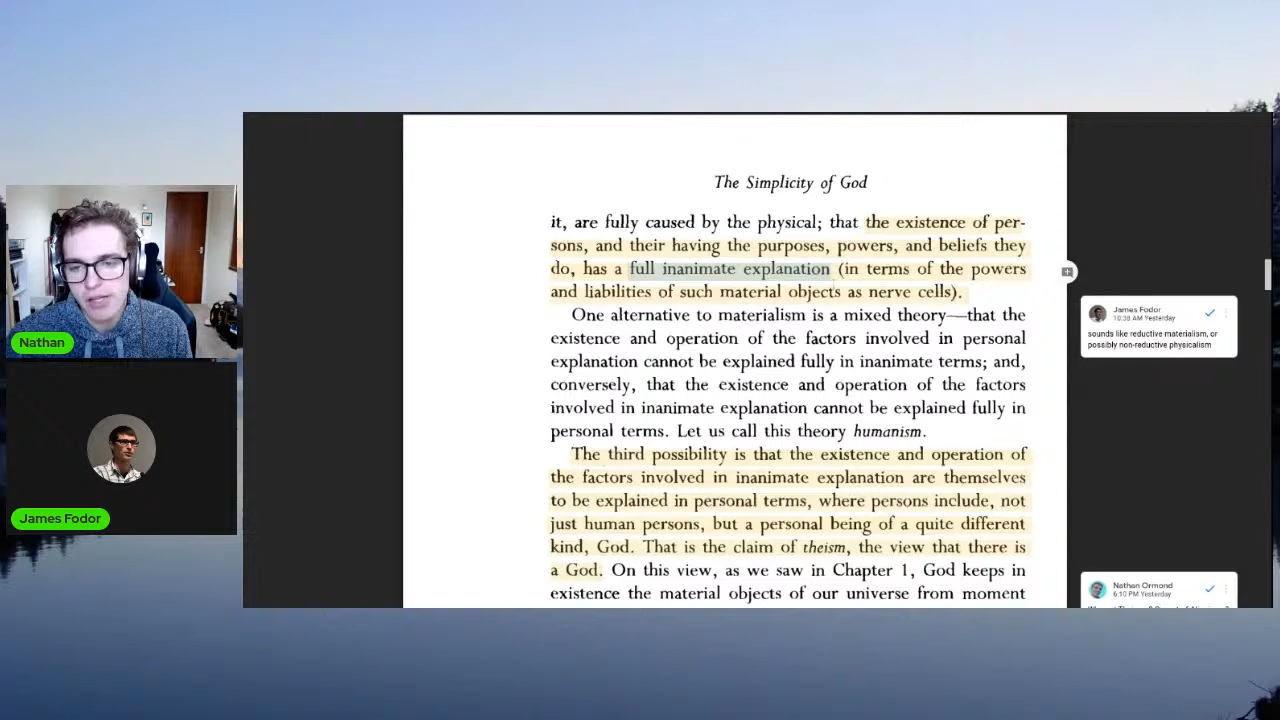 The Simplicity of God
it, are fully caused by the physical; that the existence of per-
sons, and their having the purposes, powers, and beliefs they
do, has a full inanimate explanation (in terms of the powers
and liabilities of such material objects as nerve cells).
One alternative to materialism is a mixed theory—that the
existence and operation of the factors involved in personal
explanation cannot be explained fully in inanimate terms; and,
conversely, that the existence and operation of the factors
involved in inanimate explanation cannot be explained fully in
personal terms. Let us call this theory humanism.
The third possibility is that the existence and operation of
the factors involved in inanimate explanation are themselves
to be explained in personal terms, where persons include, not
just human persons, but a personal being of a quite different
kind, God. That is the claim of theism, the view that there is
a God. On this view, as we saw in Chapter 1, God keeps in
existence the material objects of our universe from moment
James Fodor
10:38 AM Yesterday
sounds like reductive materialism, or
possibly non-reductive physicalism
Nathan Ormond
6:10 PM Yesterday
Nathan
James Fodor